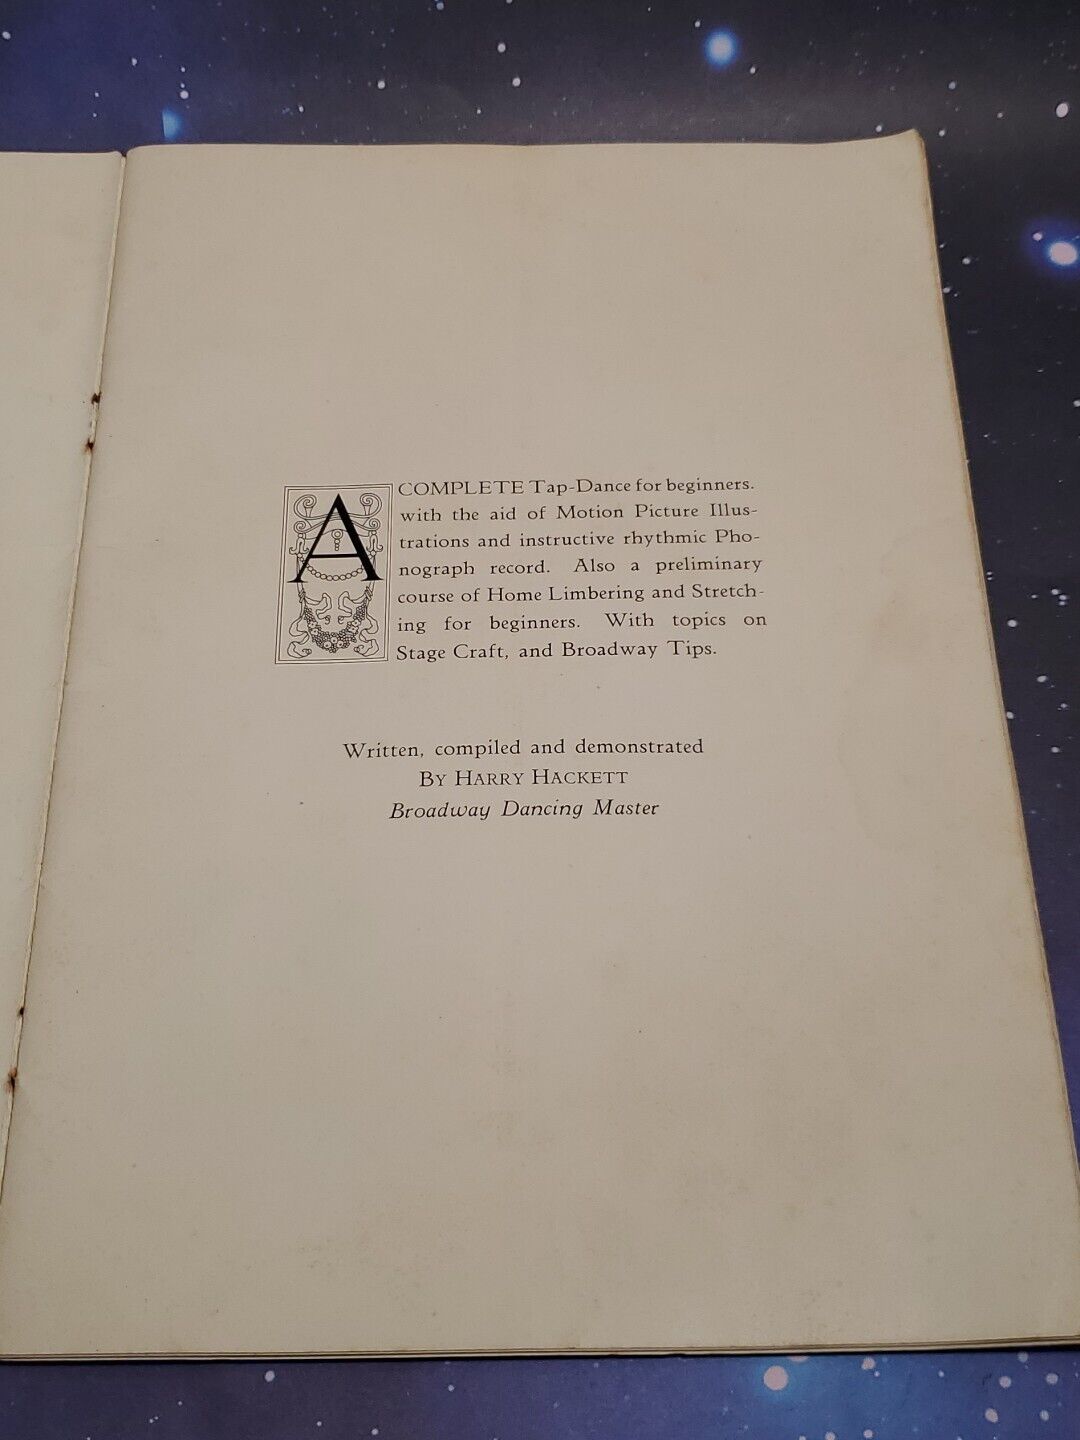 A COMPLETE Tap-Dance for beginners.
with the aid of Motion Picture Illus-
trations and instructive rhythmic Pho-
nograph record. Also a preliminary
course of Home Limbering and Stretch-
ing for beginners. With topics on
Stage Craft, and Broadway Tips.
Written, compiled and demonstrated
BY HARRY HACKETT
Broadway Dancing Master